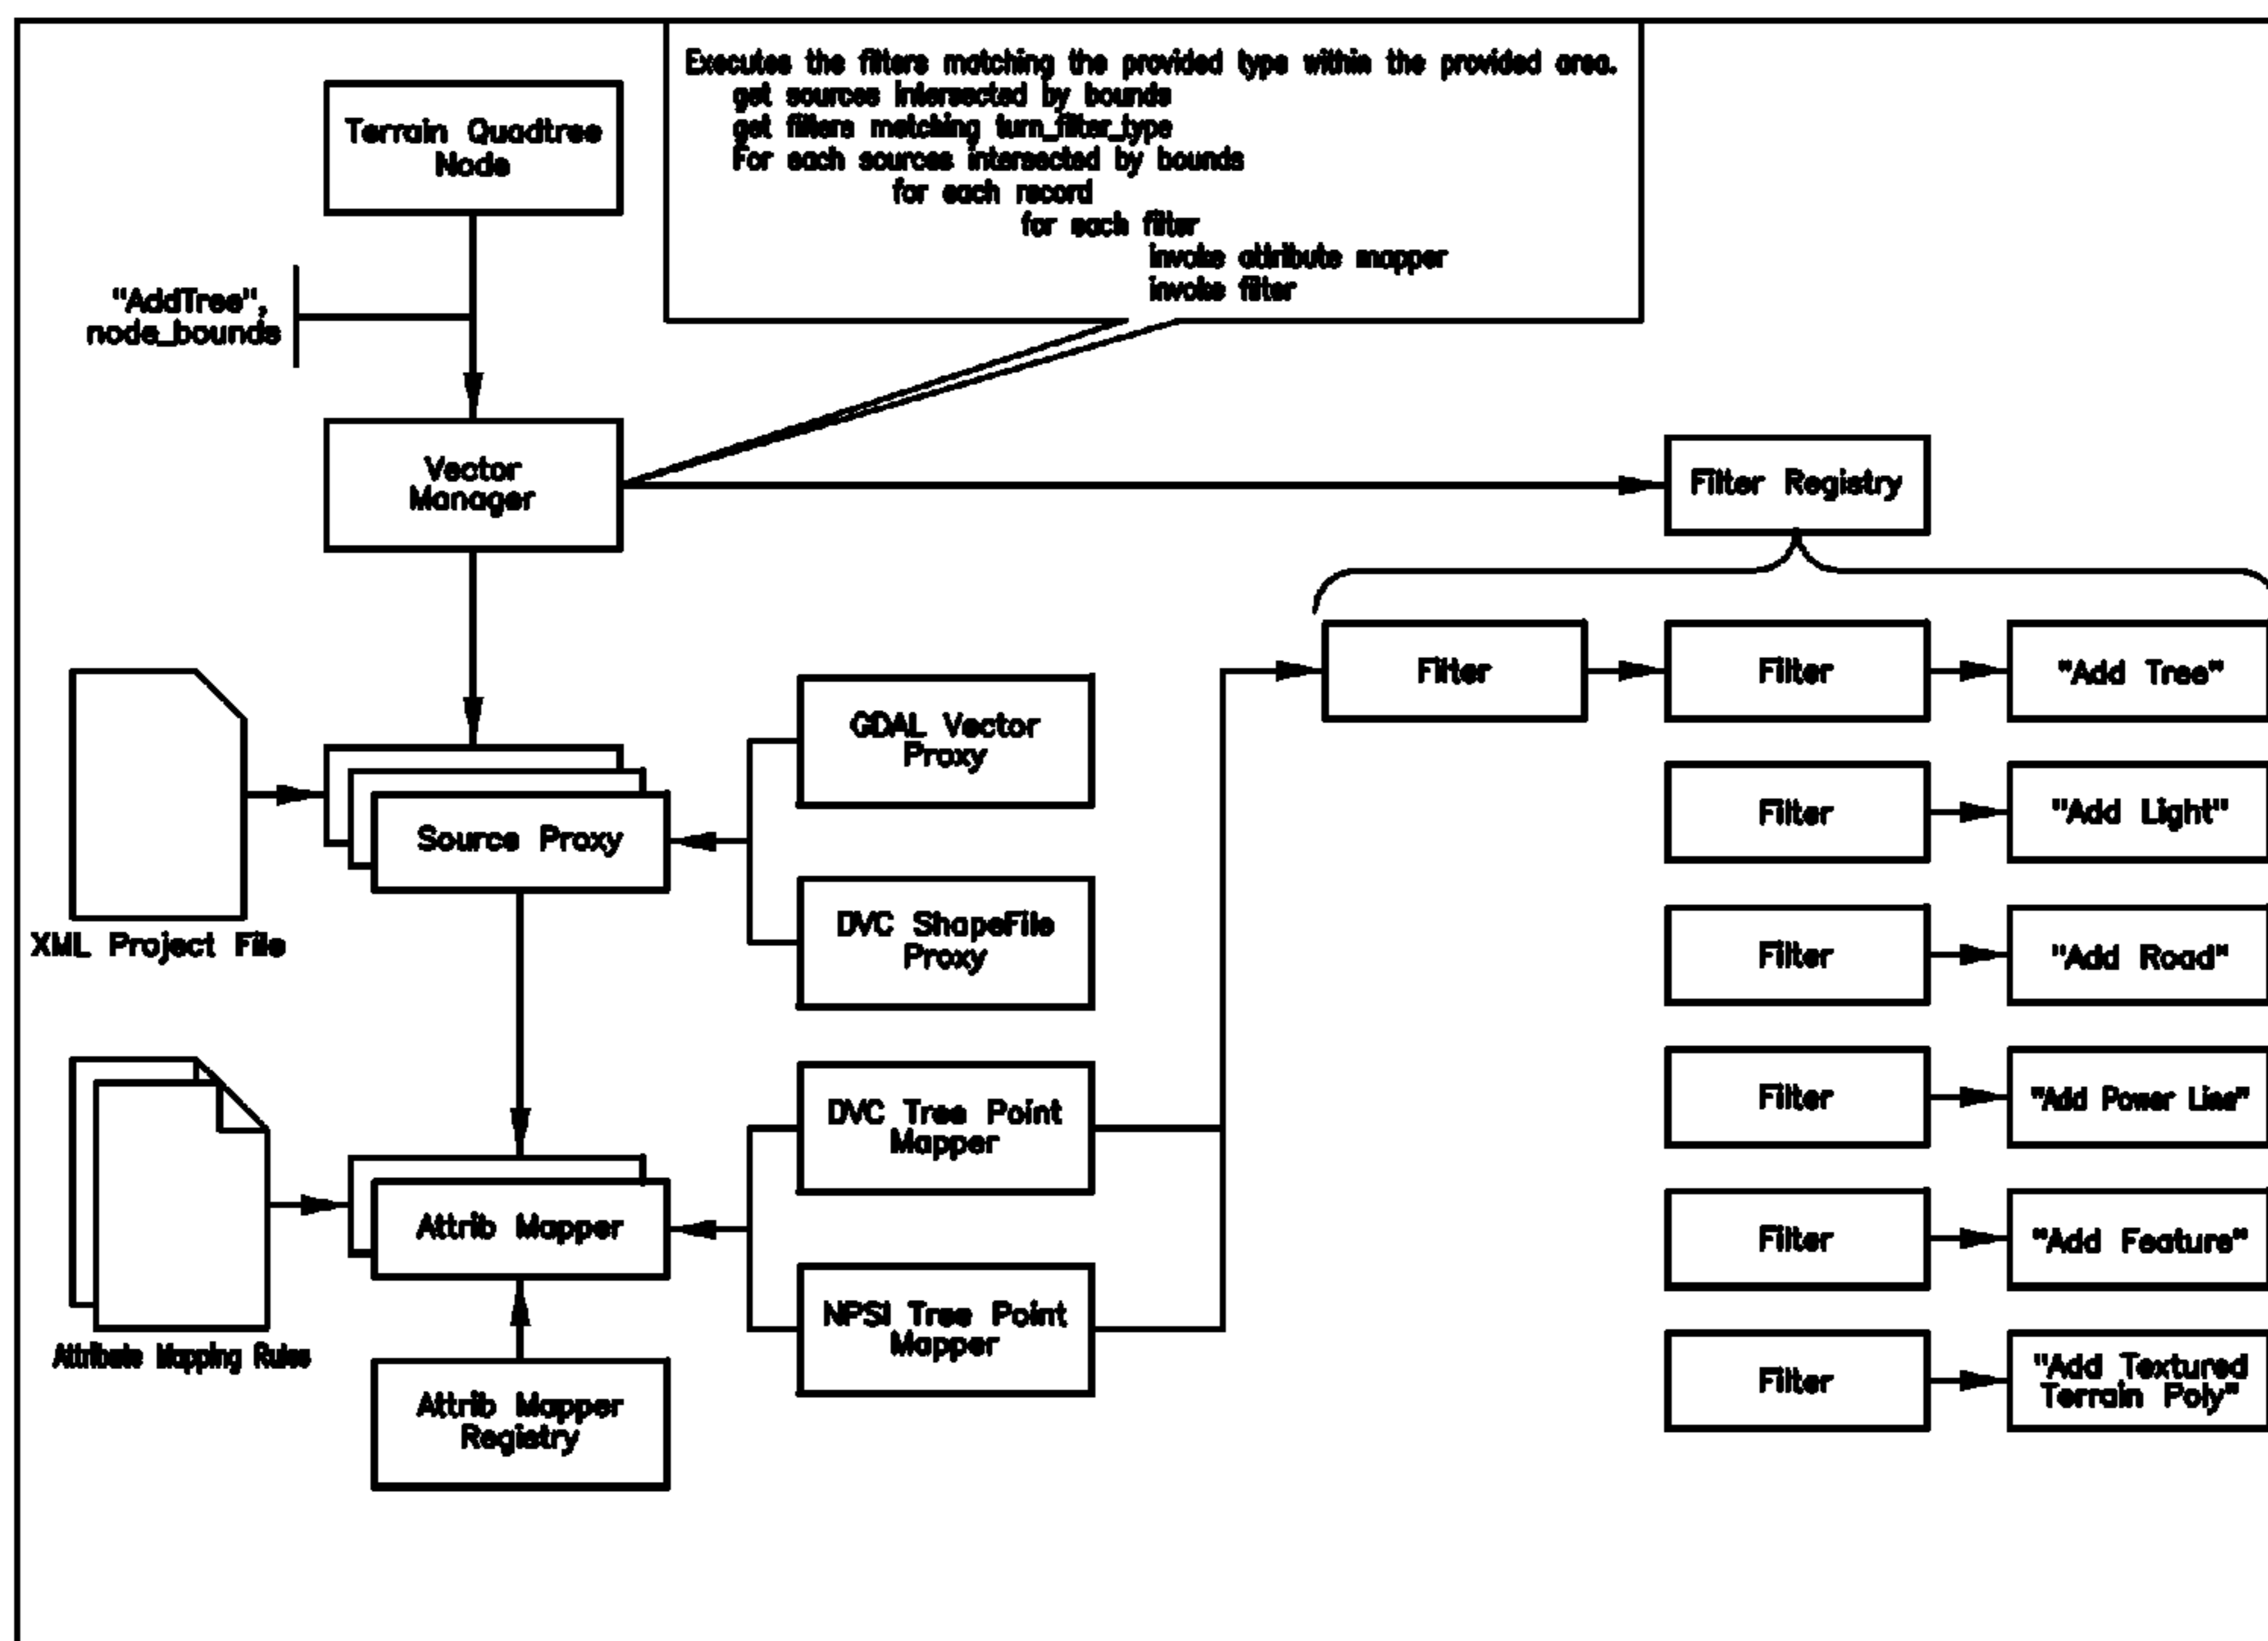 Executes the filters matching the provided type within the provided area.
get sources intersected by bounds
get filters matching turn_filter_type
For each sources intersected by bounds
for each record
for each filter
invoke attribute mapper
invoke filter
Terrain Quadtree
Node
"AddTree",
node_bounds
Vector
Manager
Filter Registry
Filter
Filter
"Add Tree"
GDAL Vector
Proxy
Filter
"Add Light"
Source Proxy
XML Project File
DVC ShapeFile
Proxy
Filter
"Add Road"
DVC Tree Point
Mapper
Filter
"Add Power Line"
Attrib Mapper
Filter
"Add Feature"
NPSI Tree Point
Mapper
Attribute Mapping Rules
Filter
"Add Textured
Terrain Poly"
Attrib Mapper
Registry